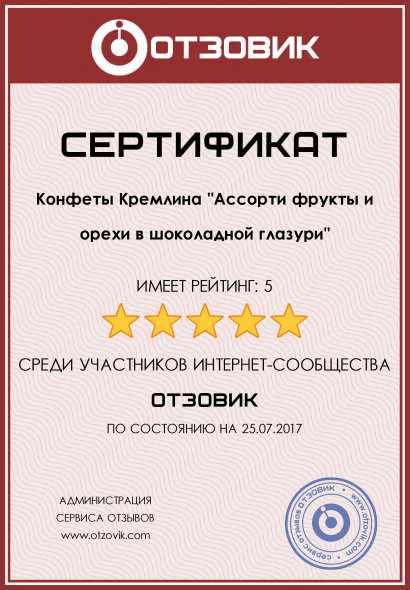 ОТЗОВИК
СЕРТИФИКАТ
Конфеты Кремлина "Ассорти фрукты и
орехи в шоколадной глазури"
ИМЕЕТ РЕЙТИНГ: 5
СРЕДИ УЧАСТНИКОВ ИНТЕРНЕТ-СООБЩЕСТВА
ОТЗОВИК
ПО СОСТОЯНИЮ НА 25.07.2017
АДМИНИСТРАЦИЯ
СЕРВИСА ОТЗЫВОВ
www.otzovik.com
сервис отзывов ОТЗОВИК • www.otzovik.com •